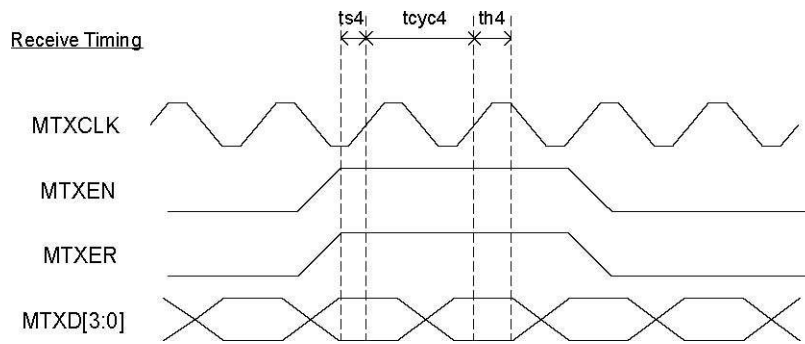 ts4 tcyc4 th4
Receive Timing
MTXCLK
MTXEN
MTXER
MTXD[3:0]